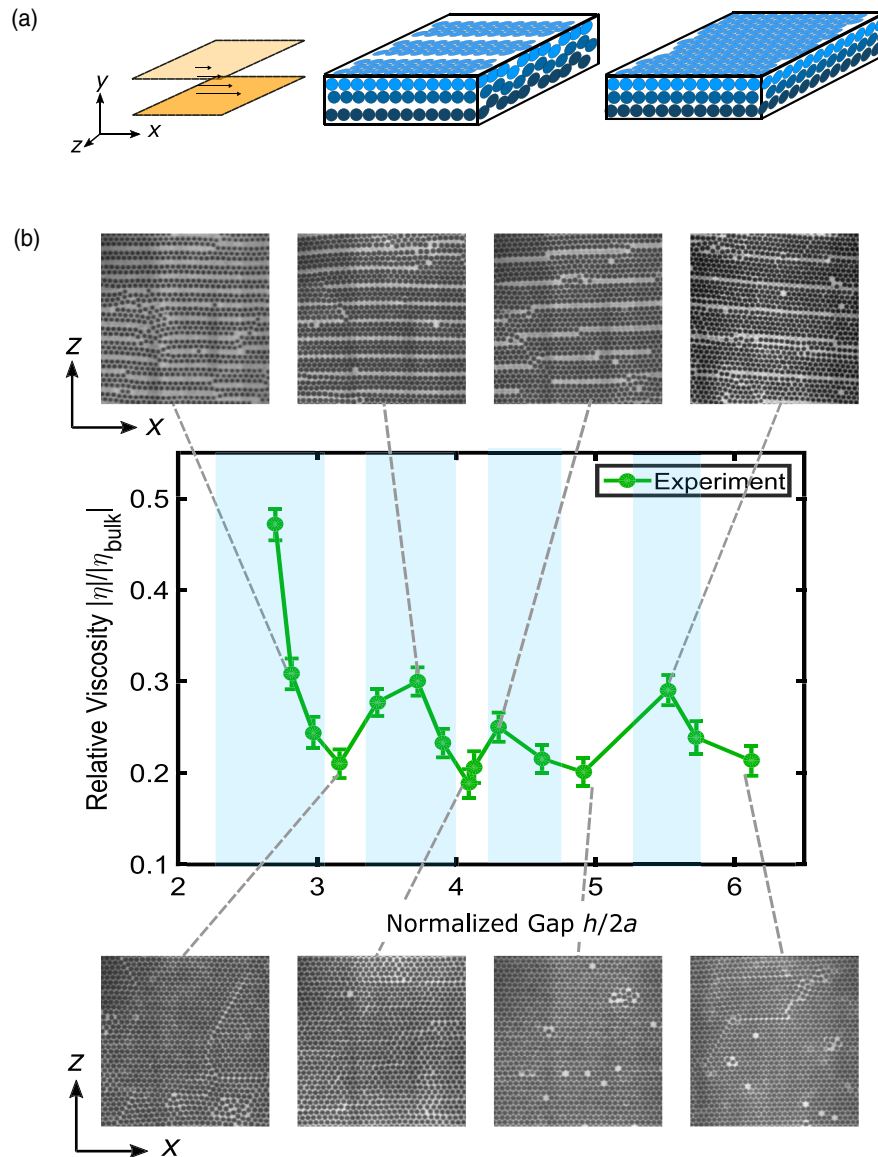 (a)
y
z
x
(b)
z
x
Relative Viscosity |η|/|η_bulk|
0.5
0.4
0.3
0.2
0.1
Experiment
2 3 4 5 6
Normalized Gap h/2a
z
x